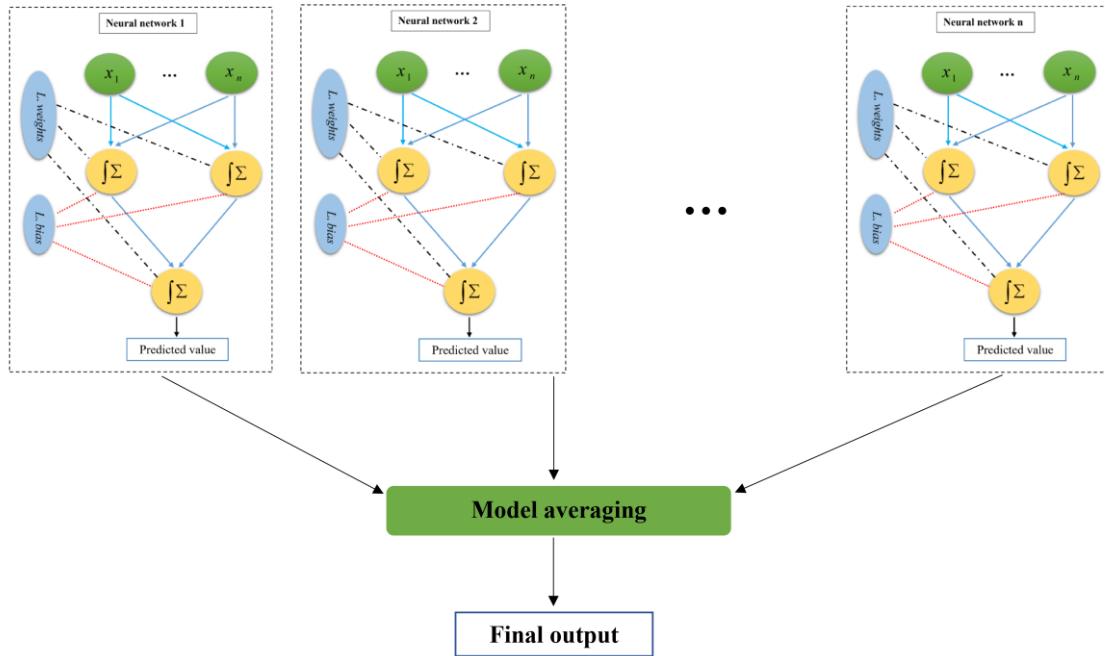 Neural network 1
x1 ... xn
L. weights
∫Σ ∫Σ
L. bias
∫Σ
Predicted value
Neural network 2
x1 ... xn
L. weights
∫Σ ∫Σ
L. bias
∫Σ
Predicted value
...
Neural network n
x1 ... xn
L. weights
∫Σ ∫Σ
L. bias
∫Σ
Predicted value
Model averaging
Final output